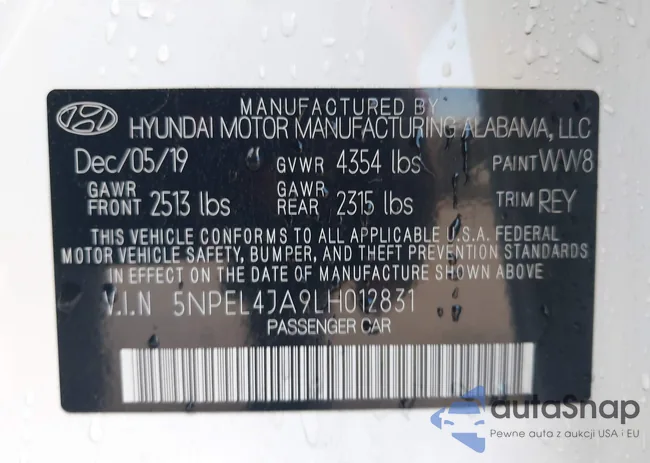 MANUFACTURED BY
HYUNDAI MOTOR MANUFACTURING ALABAMA, LLC
Dec/05/19 GVWR 4354 lbs PAINT WW8
GAWR FRONT 2513 lbs GAWR REAR 2315 lbs TRIM REY
THIS VEHICLE CONFORMS TO ALL APPLICABLE U.S.A. FEDERAL
MOTOR VEHICLE SAFETY, BUMPER, AND THEFT PREVENTION STANDARDS
IN EFFECT ON THE DATE OF MANUFACTURE SHOWN ABOVE.
V.I.N 5NPEL4JA9LH012831
PASSENGER CAR
autaSnap
Pewne auta z aukcji USA i EU